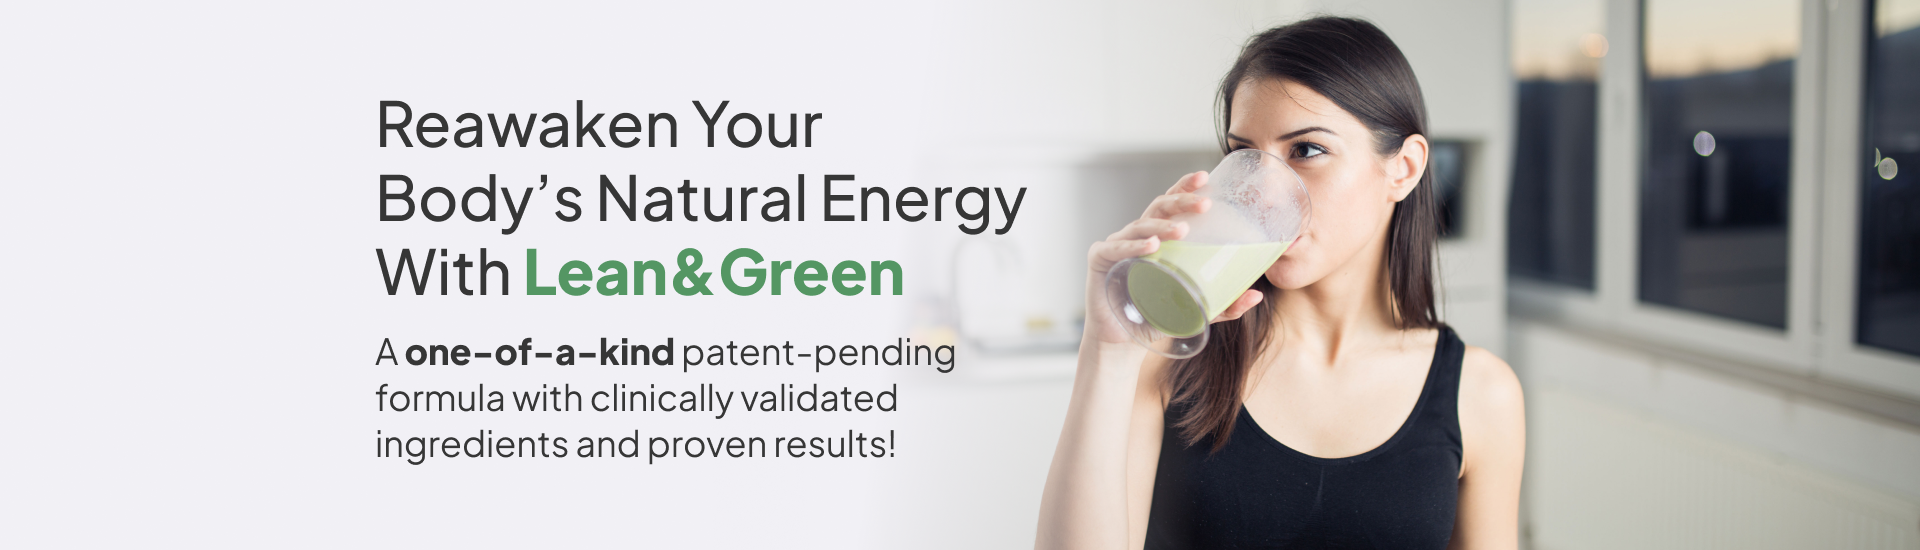 Reawaken Your
Body’s Natural Energy
With Lean&Green
A one-of-a-kind patent-pending
formula with clinically validated
ingredients and proven results!